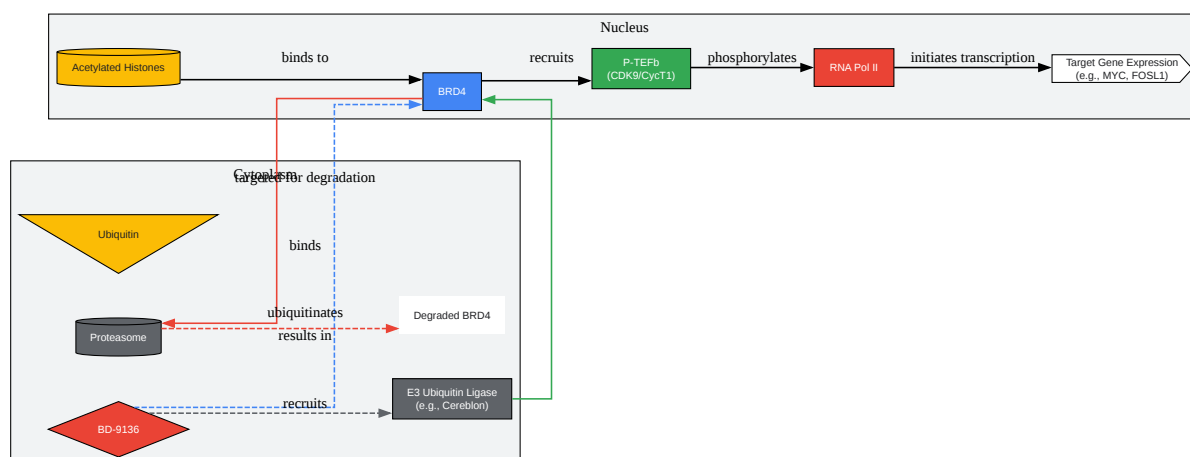 Nucleus
Acetylated Histones
binds to
BRD4
recruits
P-TEFb
(CDK9/CycT1)
phosphorylates
RNA Pol II
initiates transcription
Target Gene Expression
(e.g., MYC, FOSL1)
Cytoplasm
targeted for degradation
Ubiquitin
binds
ubiquitinates
Proteasome
results in
Degraded BRD4
BD-9136
recruits
E3 Ubiquitin Ligase
(e.g., Cereblon)